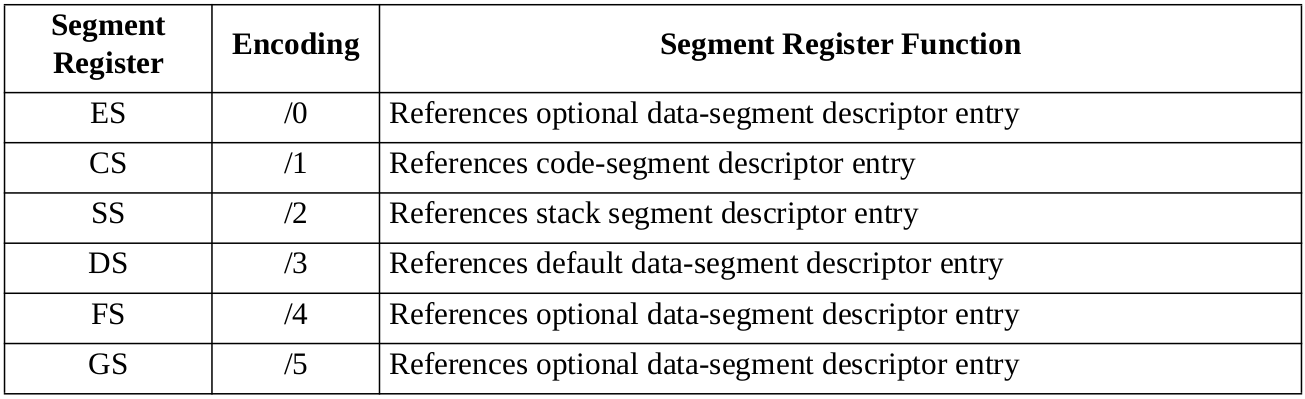 Segment
Register
Encoding
Segment Register Function
ES /0 References optional data-segment descriptor entry
CS /1 References code-segment descriptor entry
SS /2 References stack segment descriptor entry
DS /3 References default data-segment descriptor entry
FS /4 References optional data-segment descriptor entry
GS /5 References optional data-segment descriptor entry